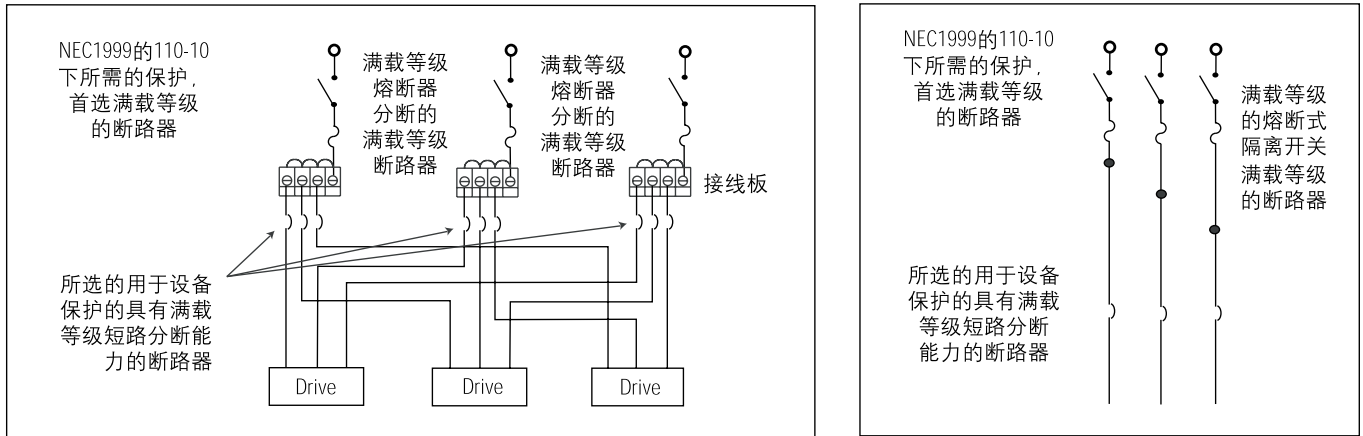 NEC1999的110-10
下所需的保护,
首选满载等级
的断路器
满载等级
熔断器
分断的
满载等级
断路器
满载等级
熔断器
分断的
满载等级
断路器
接线板
所选的用于设备
保护的具有满载
等级短路分断能
力的断路器
Drive
Drive
Drive
NEC1999的110-10
下所需的保护,
首选满载等级
的断路器
满载等级
的熔断式
隔离开关
满载等级
的断路器
所选的用于设备
保护的具有满载
等级短路分断
能力的断路器